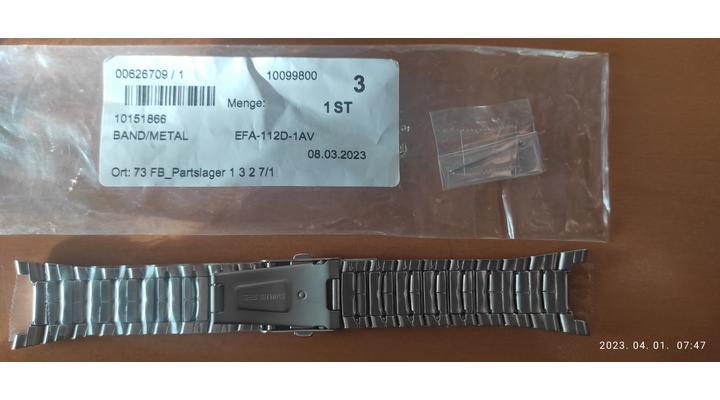 00626709 / 1 10099800 3
Menge: 1 ST
10151866
BAND/METAL EFA-112D-1AV
08.03.2023
Ort: 73 FB_Partslager 1 3 2 7/1
2023. 04. 01. 07:47